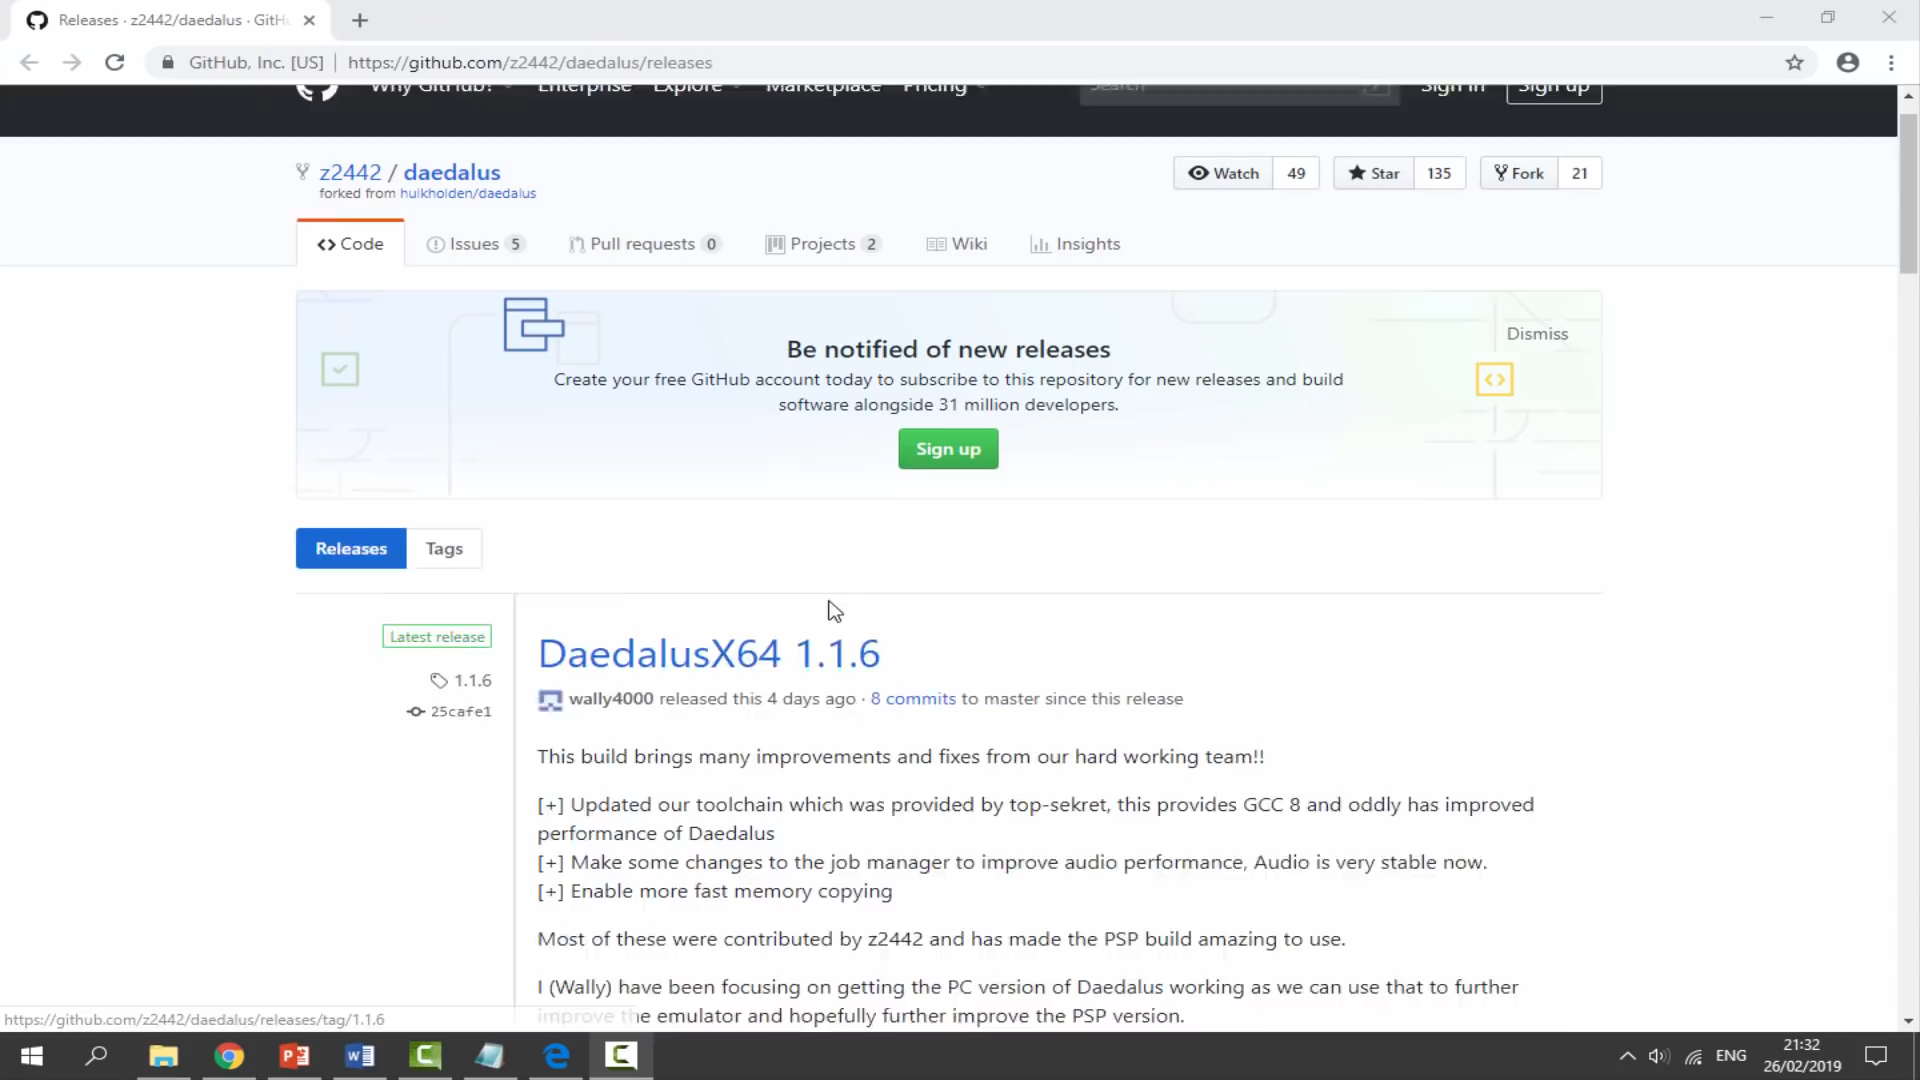 Releases · z2442/daedalus · GitH
GitHub, Inc. [US] | https://github.com/z2442/daedalus/releases
Why GitHub? Enterprise Explore Marketplace Pricing Search Sign in Sign up
z2442 / daedalus
forked from hulkholden/daedalus
Watch 49 Star 135 Fork 21
Code Issues 5 Pull requests 0 Projects 2 Wiki Insights
Be notified of new releases
Dismiss
Create your free GitHub account today to subscribe to this repository for new releases and build
software alongside 31 million developers.
Sign up
Releases Tags
Latest release
1.1.6
25cafe1
DaedalusX64 1.1.6
wally4000 released this 4 days ago · 8 commits to master since this release
This build brings many improvements and fixes from our hard working team!!
[+] Updated our toolchain which was provided by top-sekret, this provides GCC 8 and oddly has improved
performance of Daedalus
[+] Make some changes to the job manager to improve audio performance, Audio is very stable now.
[+] Enable more fast memory copying
Most of these were contributed by z2442 and has made the PSP build amazing to use.
I (Wally) have been focusing on getting the PC version of Daedalus working as we can use that to further
improve the emulator and hopefully further improve the PSP version.
https://github.com/z2442/daedalus/releases/tag/1.1.6
ENG
21:32
26/02/2019